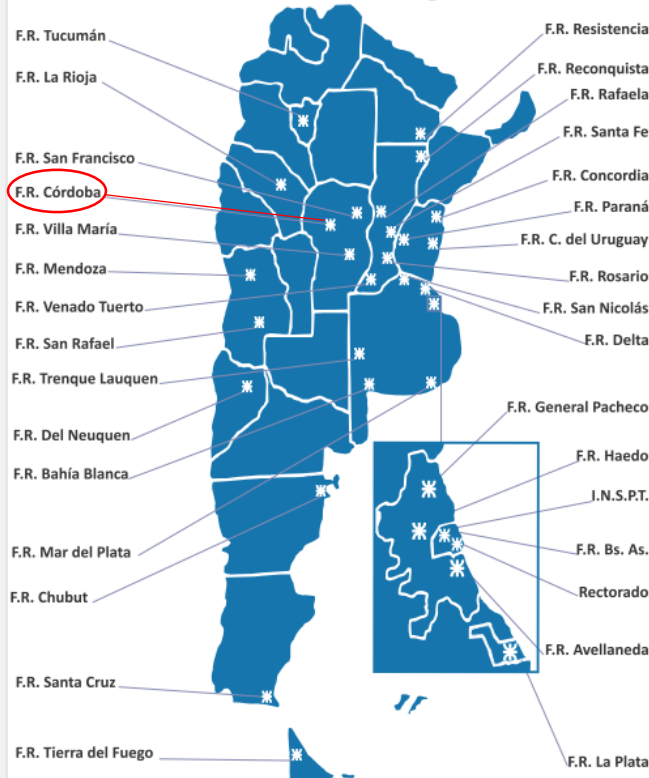 F.R. Tucumán
F.R. La Rioja
F.R. San Francisco
F.R. Córdoba
F.R. Villa María
F.R. Mendoza
F.R. Venado Tuerto
F.R. San Rafael
F.R. Trenque Lauquen
F.R. Del Neuquen
F.R. Bahía Blanca
F.R. Mar del Plata
F.R. Chubut
F.R. Santa Cruz
F.R. Tierra del Fuego
F.R. Resistencia
F.R. Reconquista
F.R. Rafaela
F.R. Santa Fe
F.R. Concordia
F.R. Paraná
F.R. C. del Uruguay
F.R. Rosario
F.R. San Nicolás
F.R. Delta
F.R. General Pacheco
F.R. Haedo
I.N.S.P.T.
F.R. Bs. As.
Rectorado
F.R. Avellaneda
F.R. La Plata